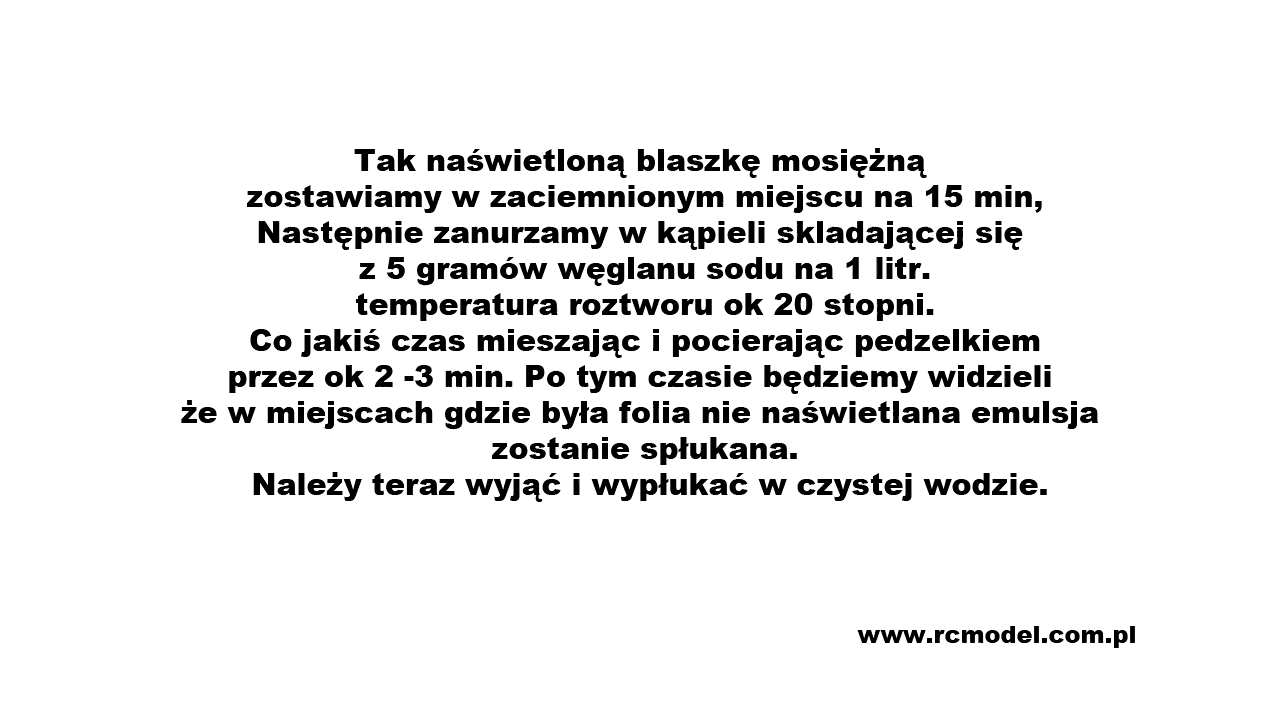 Tak naświetloną blaszkę mosiężną
zostawiamy w zaciemnionym miejscu na 15 min,
Następnie zanurzamy w kąpieli skladającej się
z 5 gramów węglanu sodu na 1 litr.
temperatura roztworu ok 20 stopni.
Co jakiś czas mieszając i pocierając pedzelkiem
przez ok 2 -3 min. Po tym czasie będziemy widzieli
że w miejscach gdzie była folia nie naświetlana emulsja
zostanie spłukana.
Należy teraz wyjąć i wypłukać w czystej wodzie.
www.rcmodel.com.pl